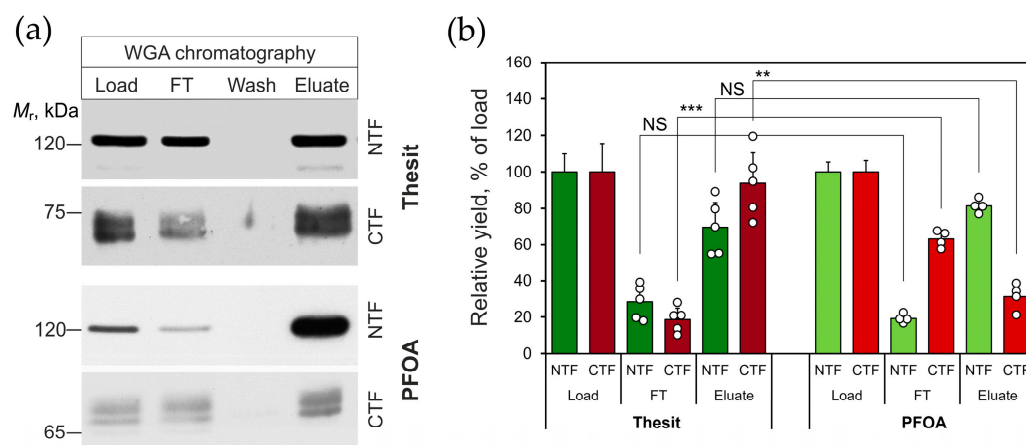 (a)
WGA chromatography
Load FT Wash Eluate
Mr, kDa
120
NTF
75
CTF
Thesit
120
NTF
65
CTF
PFOA
(b)
Relative yield, % of load
160
140
120
100
80
60
40
20
0
**
NS
***
NS
NTF CTF NTF CTF NTF CTF NTF CTF NTF CTF NTF CTF
Load FT Eluate Load FT Eluate
Thesit PFOA